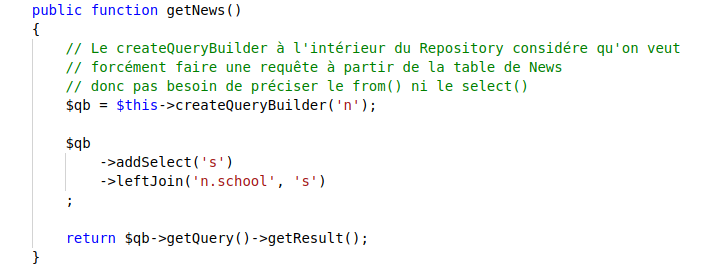 public function getNews()
{
// Le createQueryBuilder à l'intérieur du Repository considére qu'on veut
// forcément faire une requête à partir de la table de News
// donc pas besoin de préciser le from() ni le select()
$qb = $this->createQueryBuilder('n');
$qb
->addSelect('s')
->leftJoin('n.school', 's')
;
return $qb->getQuery()->getResult();
}